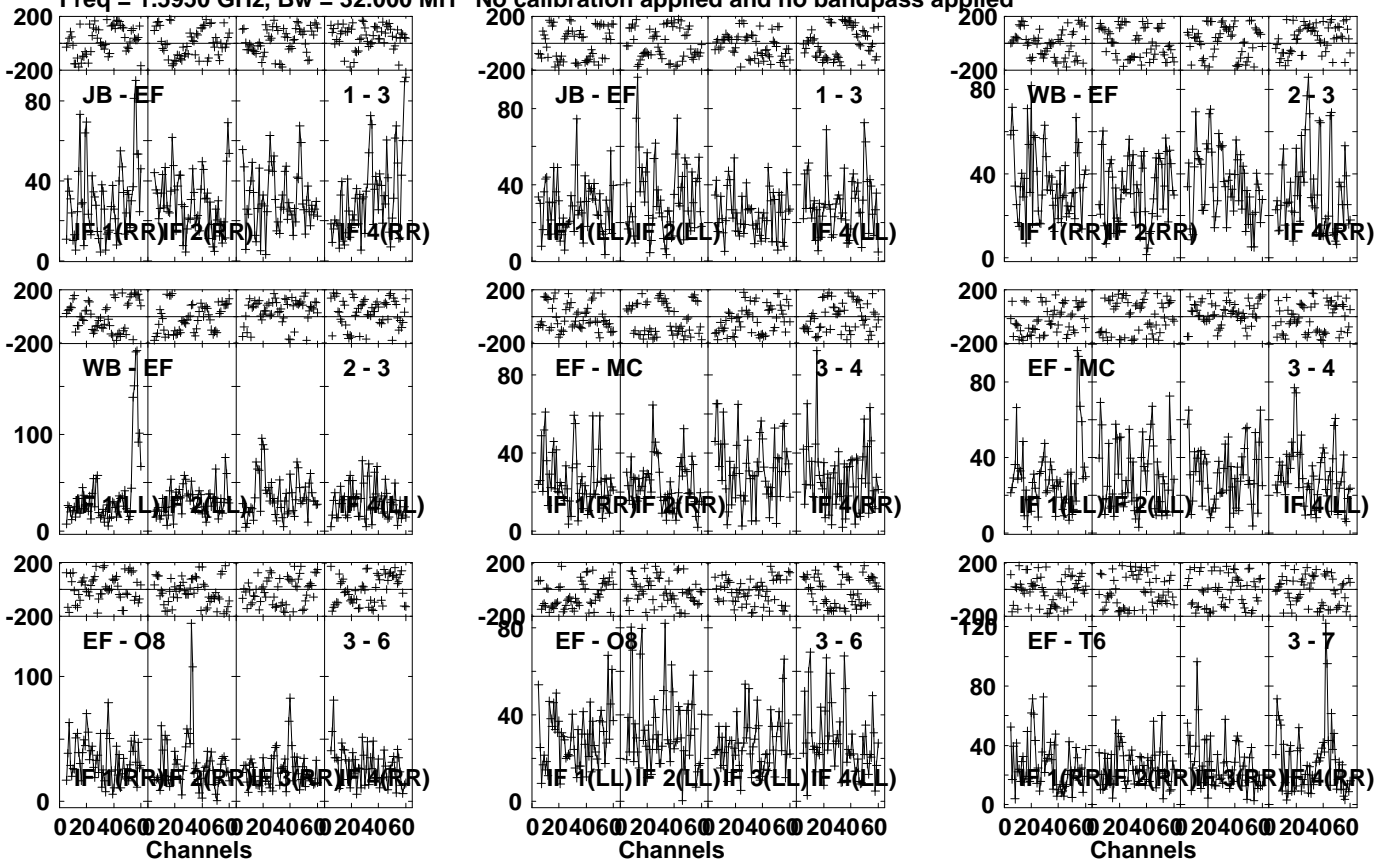 Freq = 1.5950 GHz, Bw = 32.000 MH No calibration applied and no bandpass applied
200
-200
80
40
0
JB - EF 1 - 3
IF 1(RR) IF 2(RR) IF 4(RR)
200
-200
80
40
0
JB - EF 1 - 3
IF 1(LL) IF 2(LL) IF 4(LL)
200
-200
80
40
0
WB - EF 2 - 3
IF 1(RR) IF 2(RR) IF 4(RR)
200
-200
100
0
WB - EF 2 - 3
IF 1(LL) IF 2(LL) IF 4(LL)
200
-200
80
40
0
EF - MC 3 - 4
IF 1(RR) IF 2(RR) IF 4(RR)
200
-200
80
40
0
EF - MC 3 - 4
IF 1(LL) IF 2(LL) IF 4(LL)
200
-200
100
0
EF - O8 3 - 6
IF 1(RR) IF 2(RR) IF 3(RR) IF 4(RR)
0 20 40 60 0 20 40 60 0 20 40 60 0 20 40 60
Channels
200
-200
80
40
0
EF - O8 3 - 6
IF 1(LL) IF 2(LL) IF 3(LL) IF 4(LL)
0 20 40 60 0 20 40 60 0 20 40 60 0 20 40 60
Channels
200
-200
120
80
40
0
EF - T6 3 - 7
IF 1(RR) IF 2(RR) IF 3(RR) IF 4(RR)
0 20 40 60 0 20 40 60 0 20 40 60 0 20 40 60
Channels